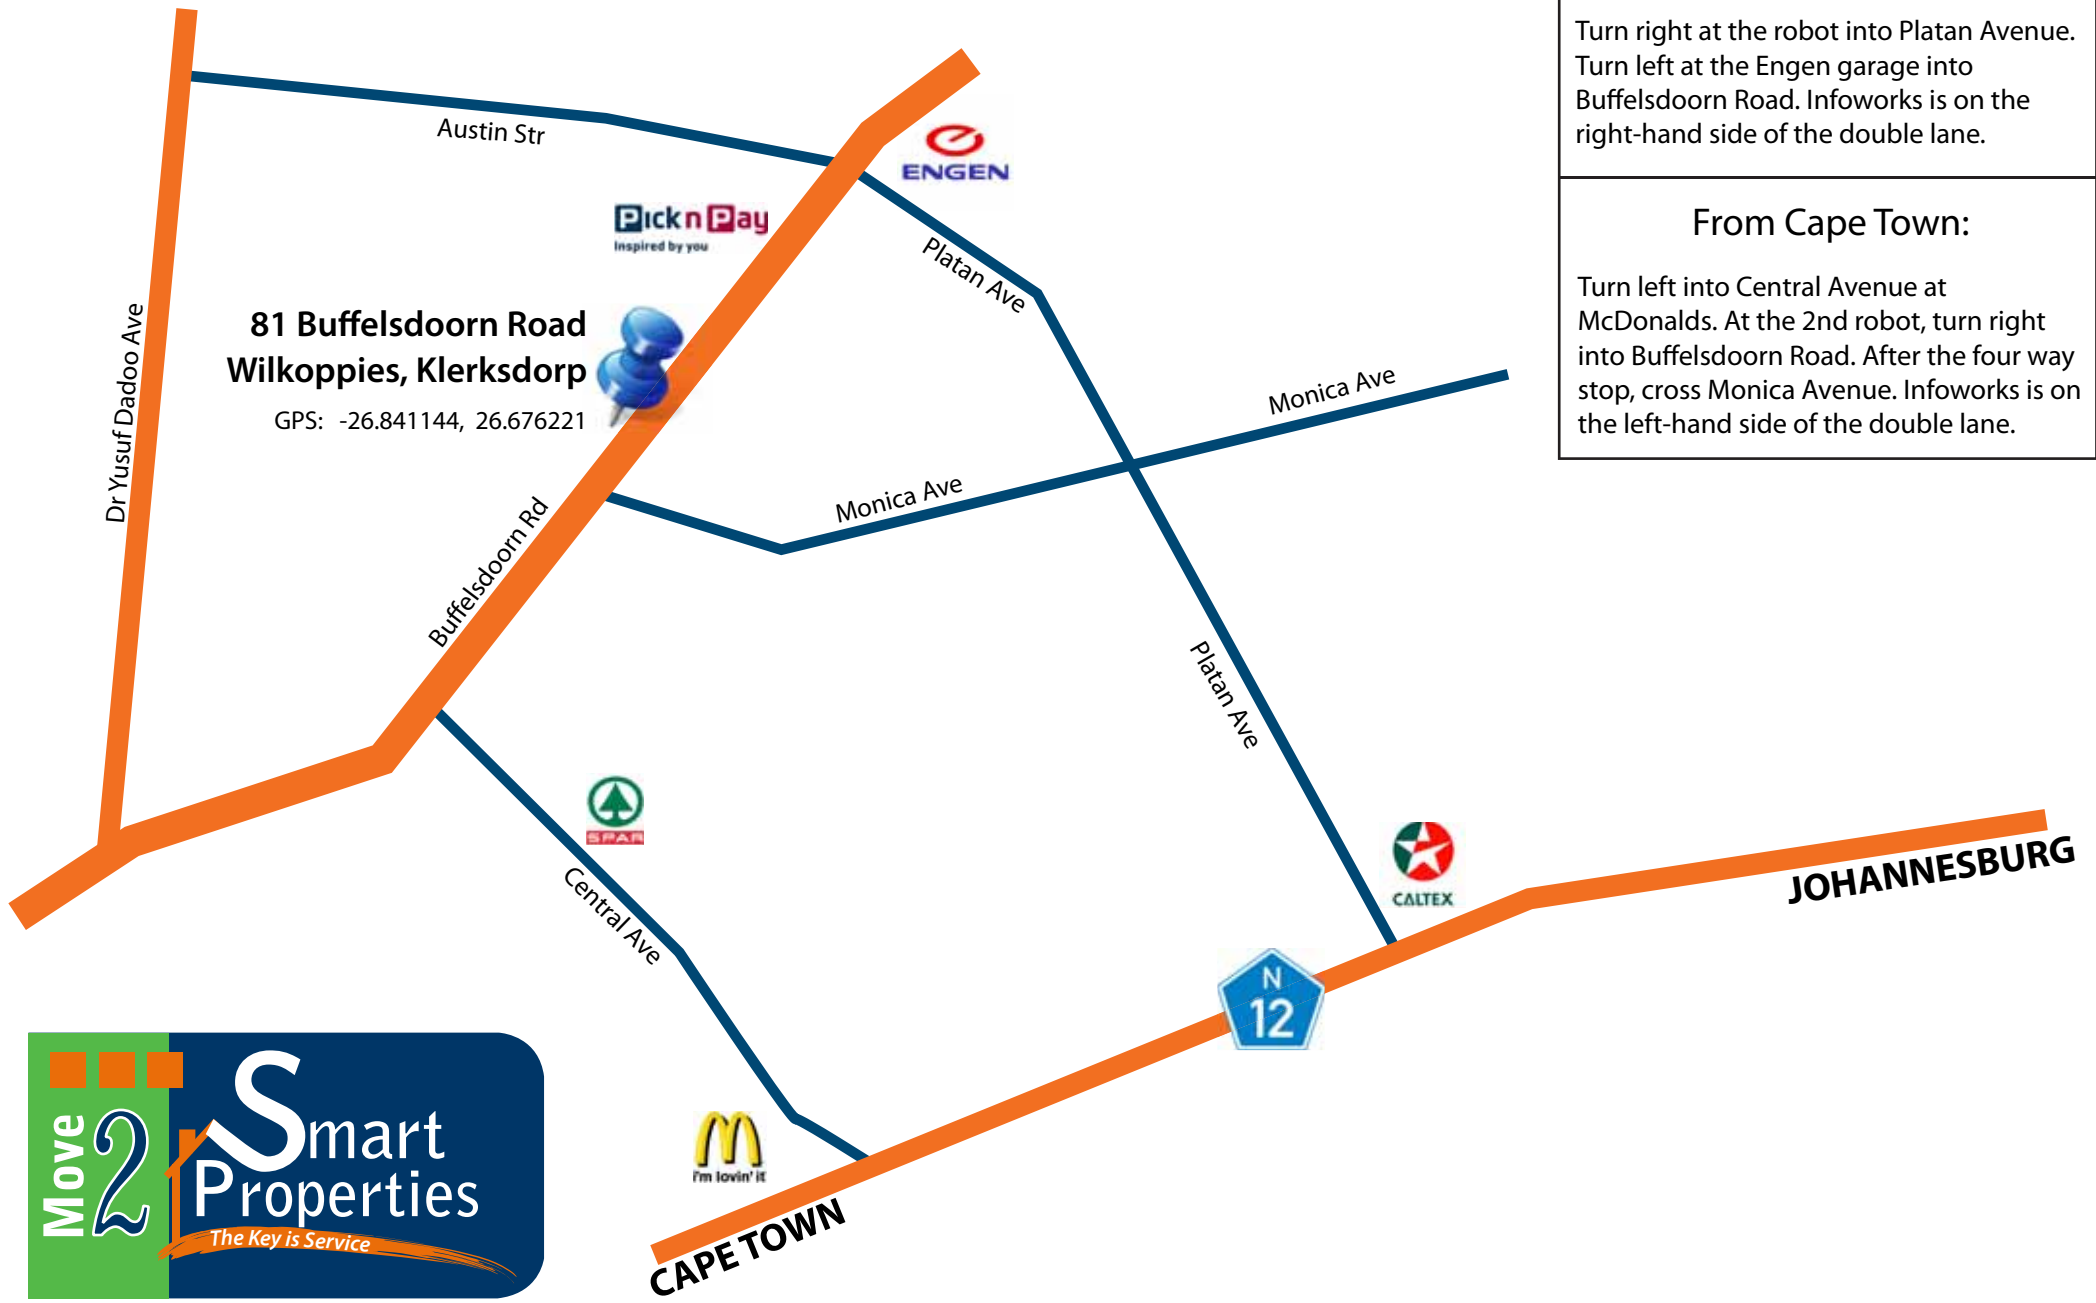 Turn right at the robot into Platan Avenue.
Turn left at the Engen garage into
Buffelsdoorn Road. Infoworks is on the
right-hand side of the double lane.
From Cape Town:
Turn left into Central Avenue at
McDonalds. At the 2nd robot, turn right
into Buffelsdoorn Road. After the four way
stop, cross Monica Avenue. Infoworks is on
the left-hand side of the double lane.
Austin Str
ENGEN
Pick n Pay
Inspired by you
Platan Ave
81 Buffelsdoorn Road
Wilkoppies, Klerksdorp
GPS: -26.841144, 26.676221
Dr Yusuf Dadoo Ave
Monica Ave
Monica Ave
Buffelsdoorn Rd
Platan Ave
SPAR
Central Ave
CALTEX
JOHANNESBURG
N
12
i'm lovin' it
CAPE TOWN
Move
2
Smart
Properties
The Key is Service